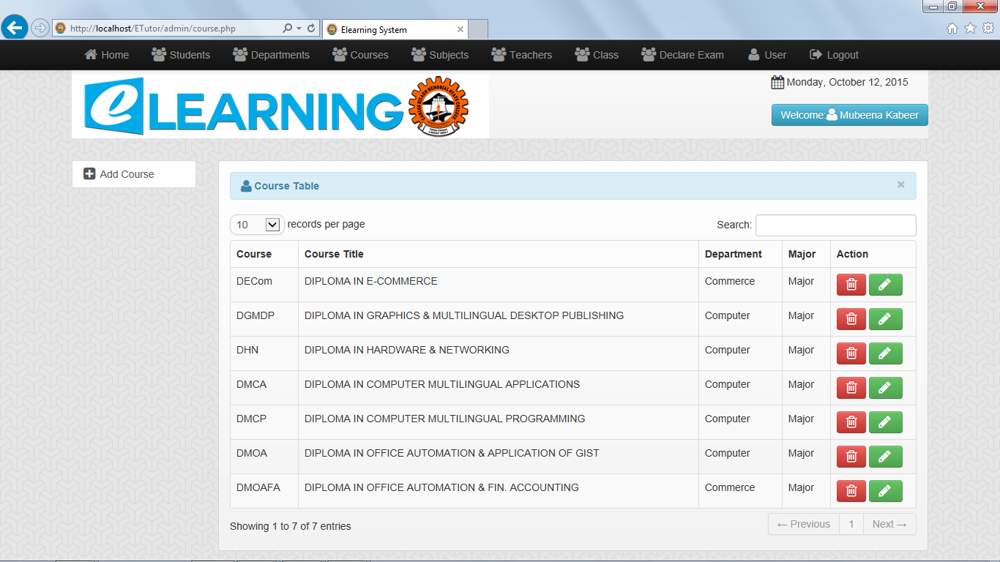 http://localhost/ETutor/admin/course.php
Elearning System
Home Students Departments Courses Subjects Teachers Class Declare Exam User Logout
eLEARNING
Monday, October 12, 2015
Welcome: Mubeena Kabeer
Add Course
Course Table
10 records per page
Search:
Course Course Title Department Major Action
DECom DIPLOMA IN E-COMMERCE Commerce Major
DGMDP DIPLOMA IN GRAPHICS & MULTILINGUAL DESKTOP PUBLISHING Computer Major
DHN DIPLOMA IN HARDWARE & NETWORKING Computer Major
DMCA DIPLOMA IN COMPUTER MULTILINGUAL APPLICATIONS Computer Major
DMCP DIPLOMA IN COMPUTER MULTILINGUAL PROGRAMMING Computer Major
DMOA DIPLOMA IN OFFICE AUTOMATION & APPLICATION OF GIST Computer Major
DMOAFA DIPLOMA IN OFFICE AUTOMATION & FIN. ACCOUNTING Commerce Major
Showing 1 to 7 of 7 entries
← Previous 1 Next →